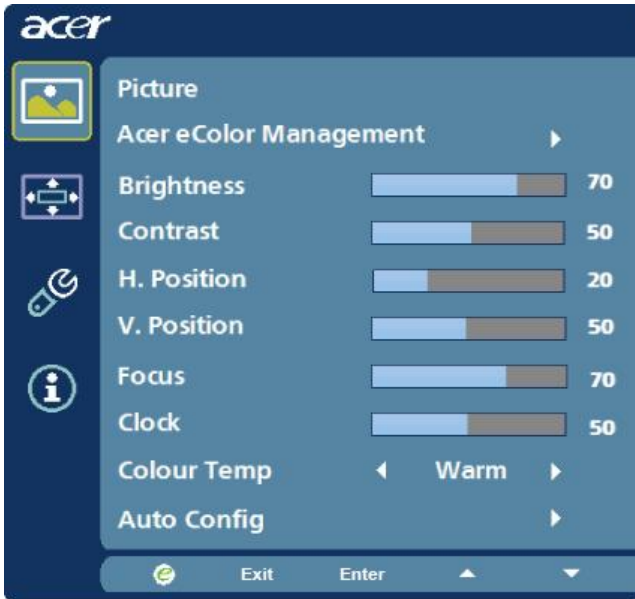 acer
Picture
Acer eColor Management
Brightness 70
Contrast 50
H. Position 20
V. Position 50
Focus 70
Clock 50
Colour Temp Warm
Auto Config
e Exit Enter